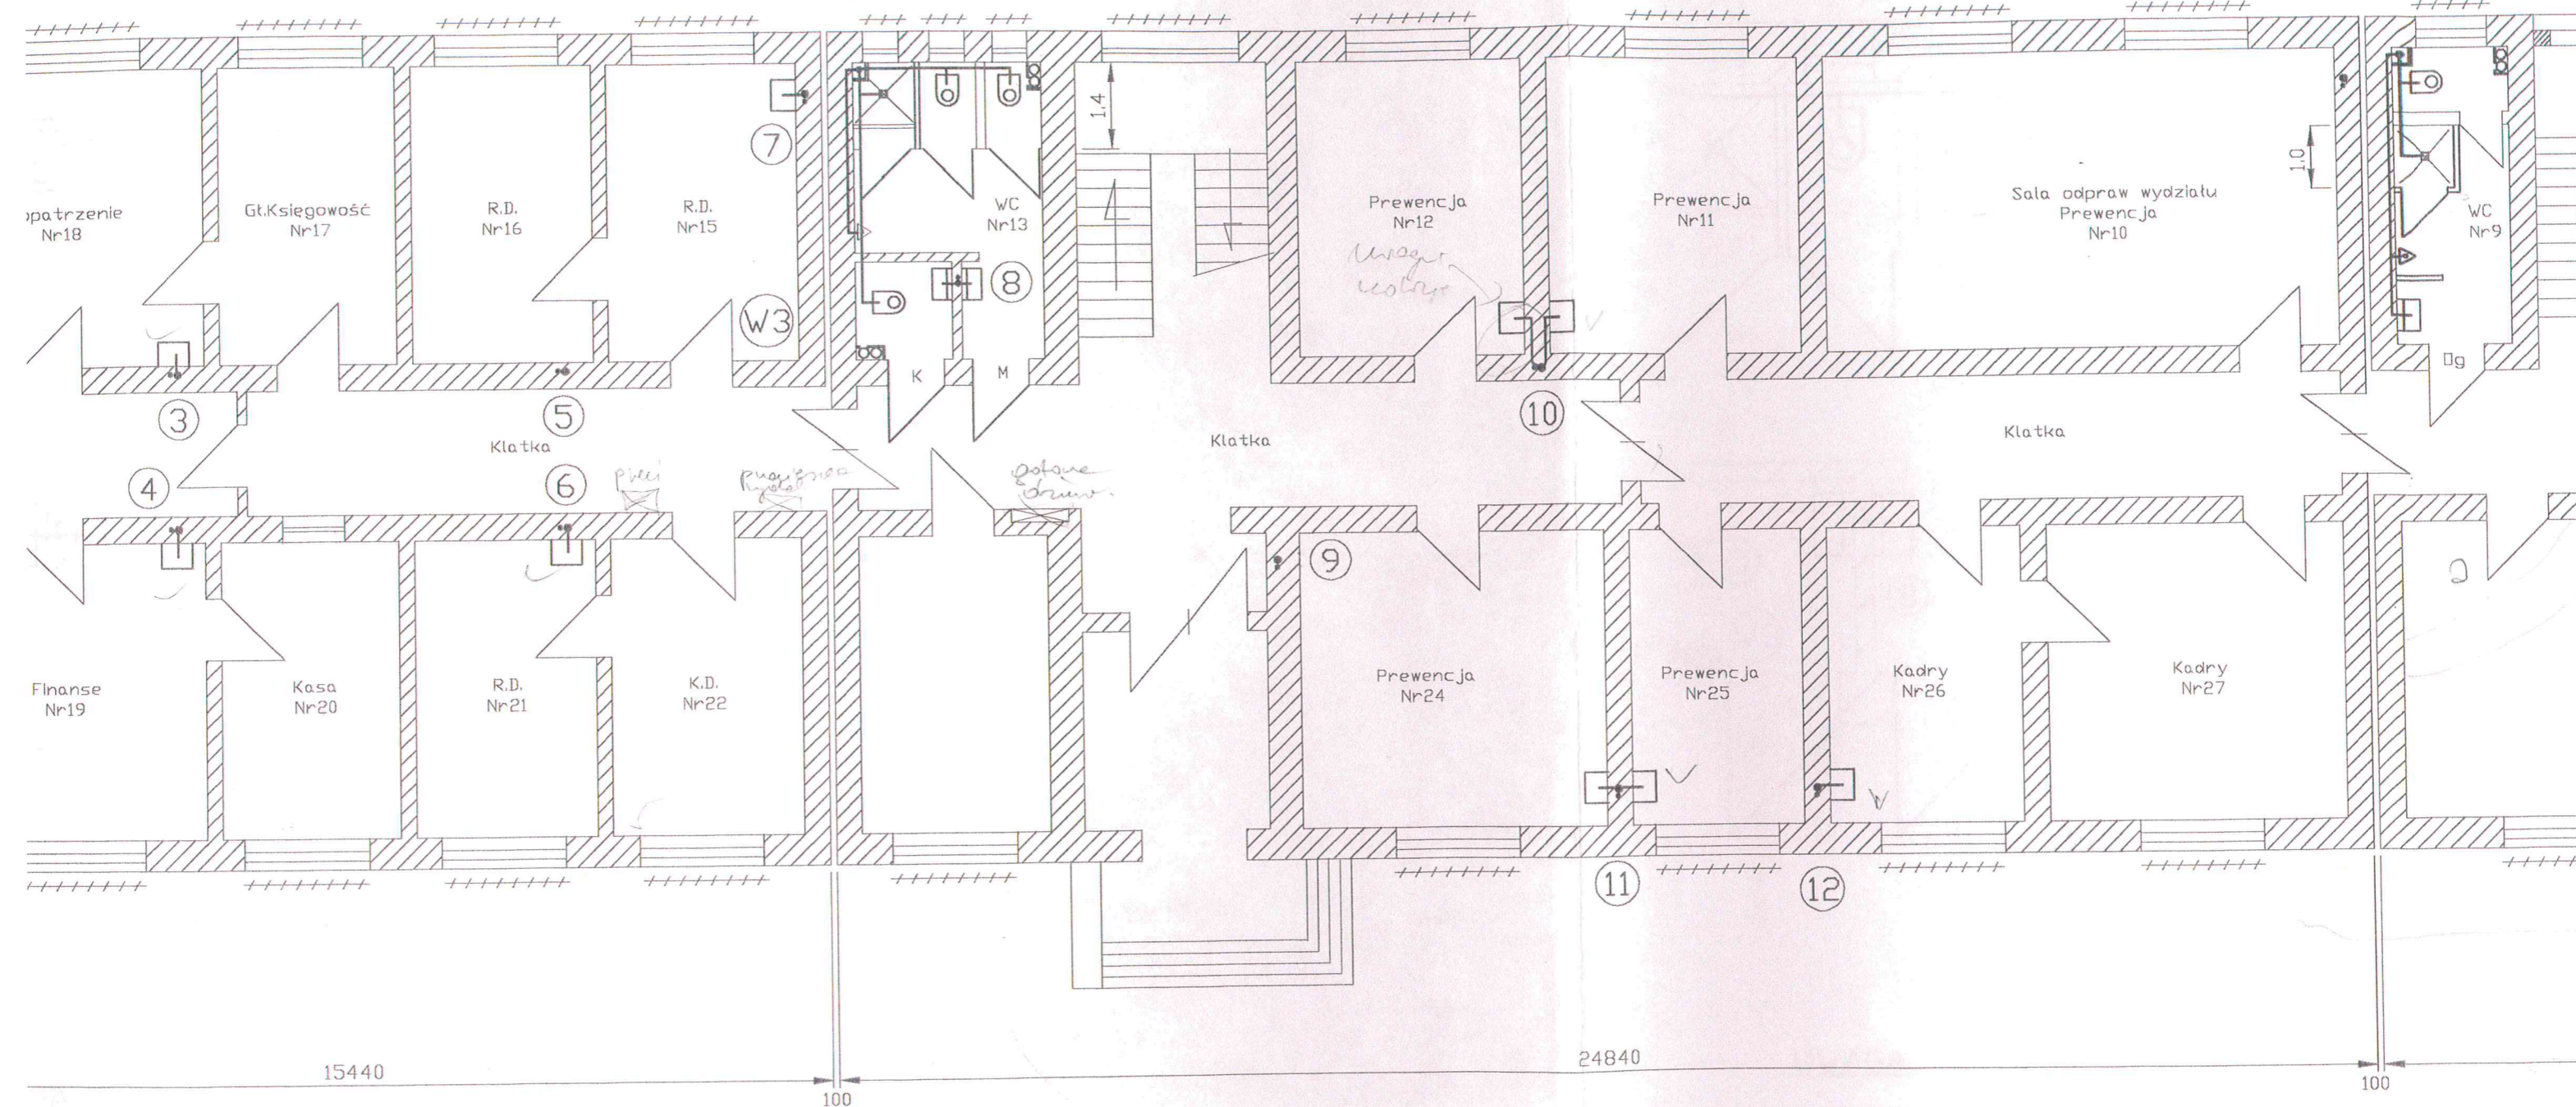 1.4
7
opatrzenie
Nr18
Gł.Księgowość
Nr17
R.D.
Nr16
R.D.
Nr15
WC
Nr13
Prewencja
Nr12
Prewencja
Nr11
Sala odpraw wydziału
Prewencja
Nr10
1.0
WC
Nr9
8
W3
K
M
Og
3
5
10
Klatka
Klatka
Klatka
4
6
9
Finanse
Nr19
Kasa
Nr20
R.D.
Nr21
K.D.
Nr22
Prewencja
Nr24
Prewencja
Nr25
Kadry
Nr26
Kadry
Nr27
11
12
15440
24840
100
100